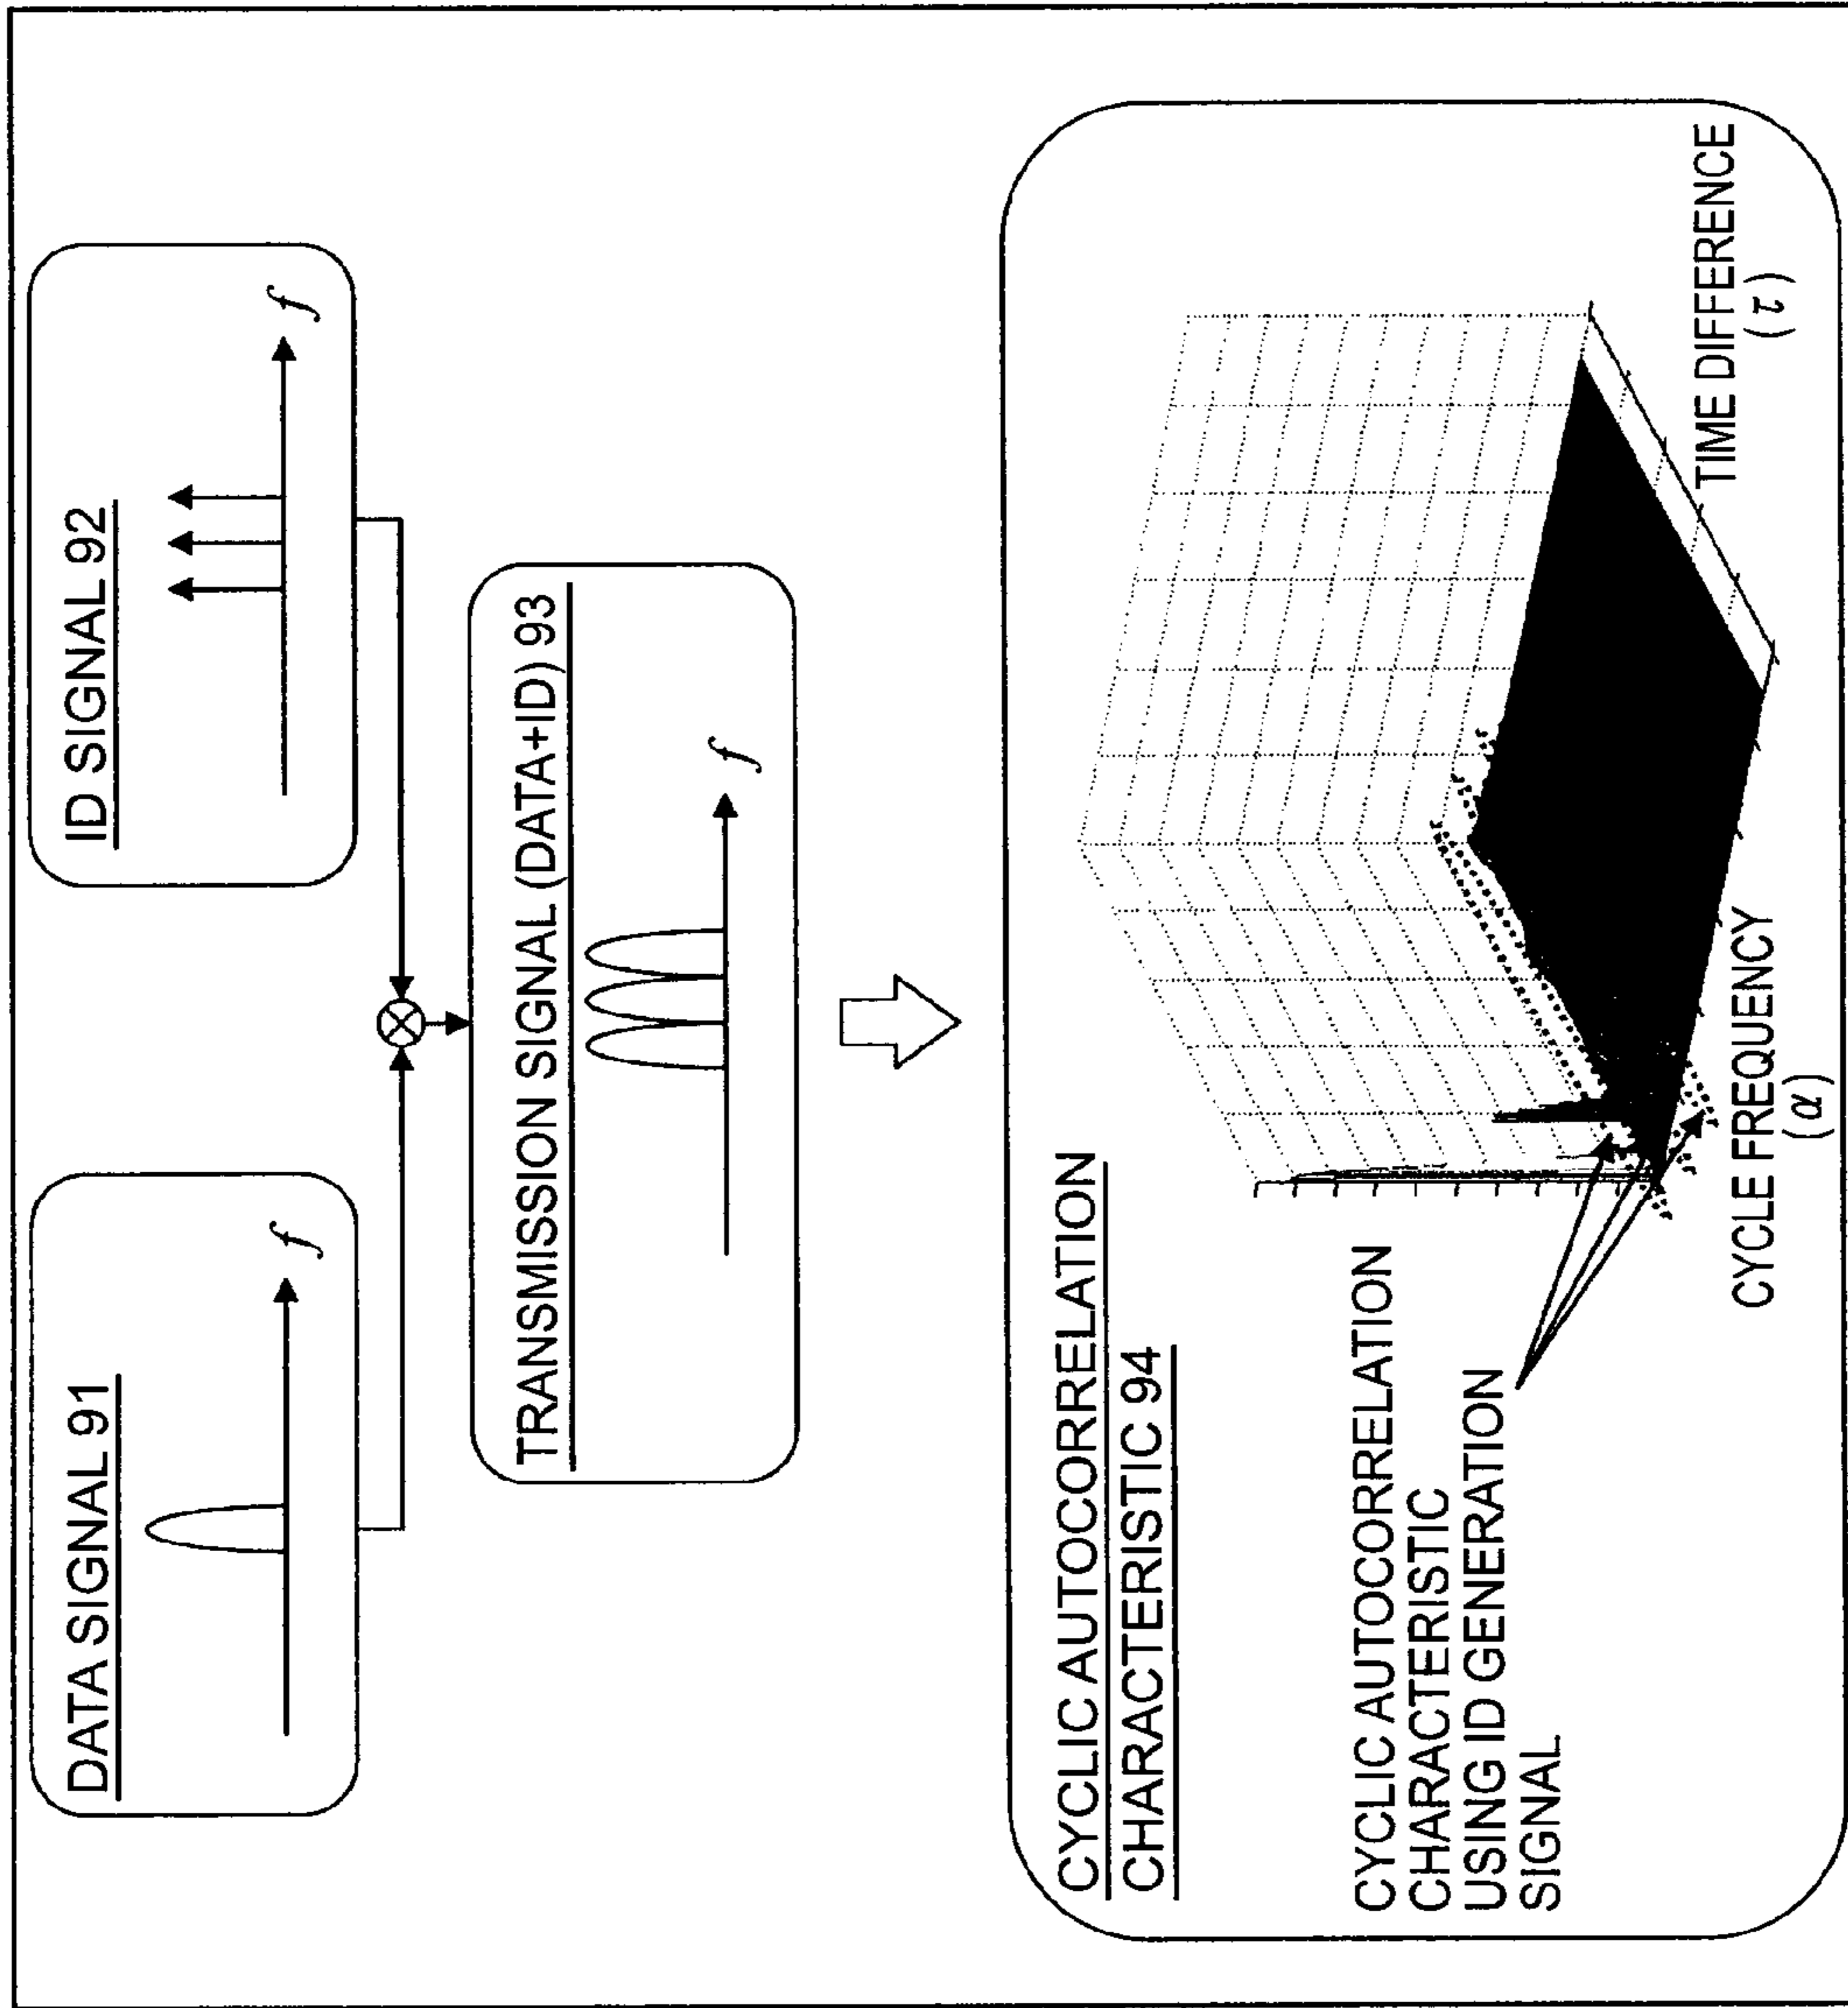 DATA SIGNAL 91
f
ID SIGNAL 92
f
TRANSMISSION SIGNAL (DATA+ID) 93
f
CYCLIC AUTOCORRELATION
CHARACTERISTIC 94
CYCLIC AUTOCORRELATION
CHARACTERISTIC
USING ID GENERATION
SIGNAL
CYCLE FREQUENCY
(α)
TIME DIFFERENCE
(τ)